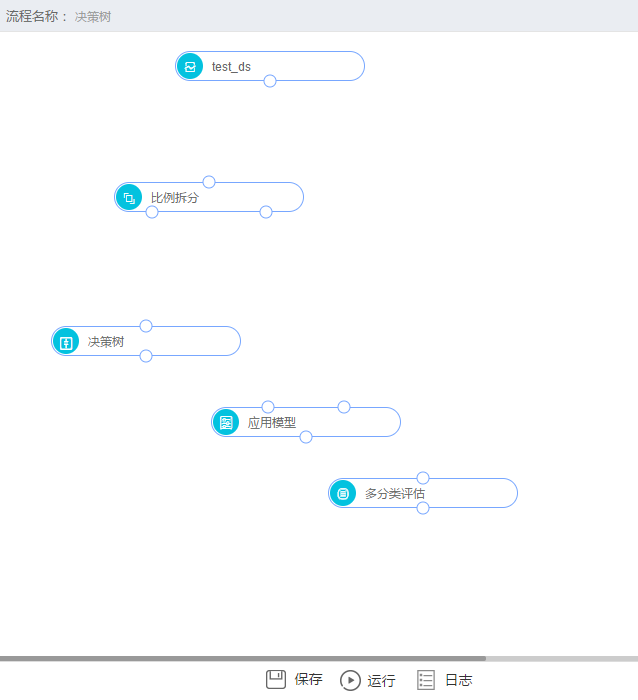 流程名称： 决策树
test_ds
比例拆分
决策树
应用模型
多分类评估
保存 运行 日志